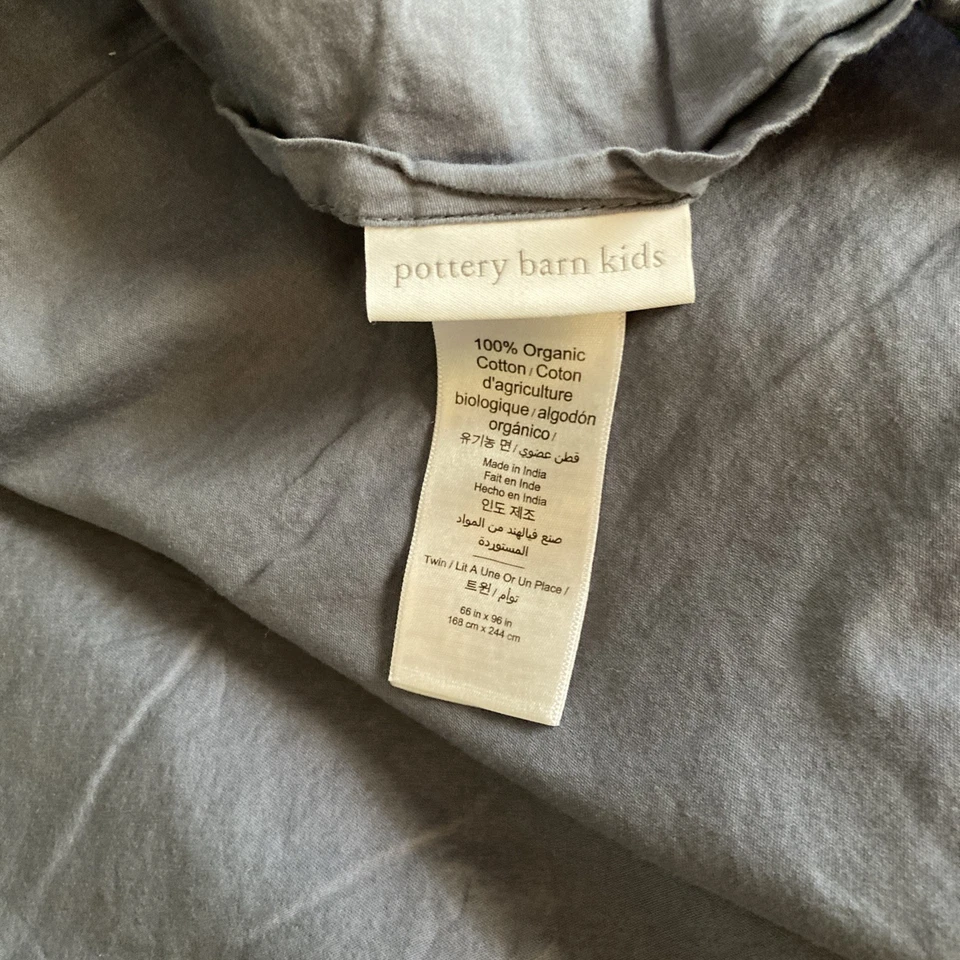 pottery barn kids
100% Organic
Cotton / Coton
d'agriculture
biologique / algodón
orgánico /
유기농 면 / قطن عضوي
Made in India
Fait en Inde
Hecho en India
인도 제조
صنع فيالهند من المواد
المستوردة
Twin / Lit A Une Or Un Place /
트윈 / توأم
66 in x 96 in
168 cm x 244 cm